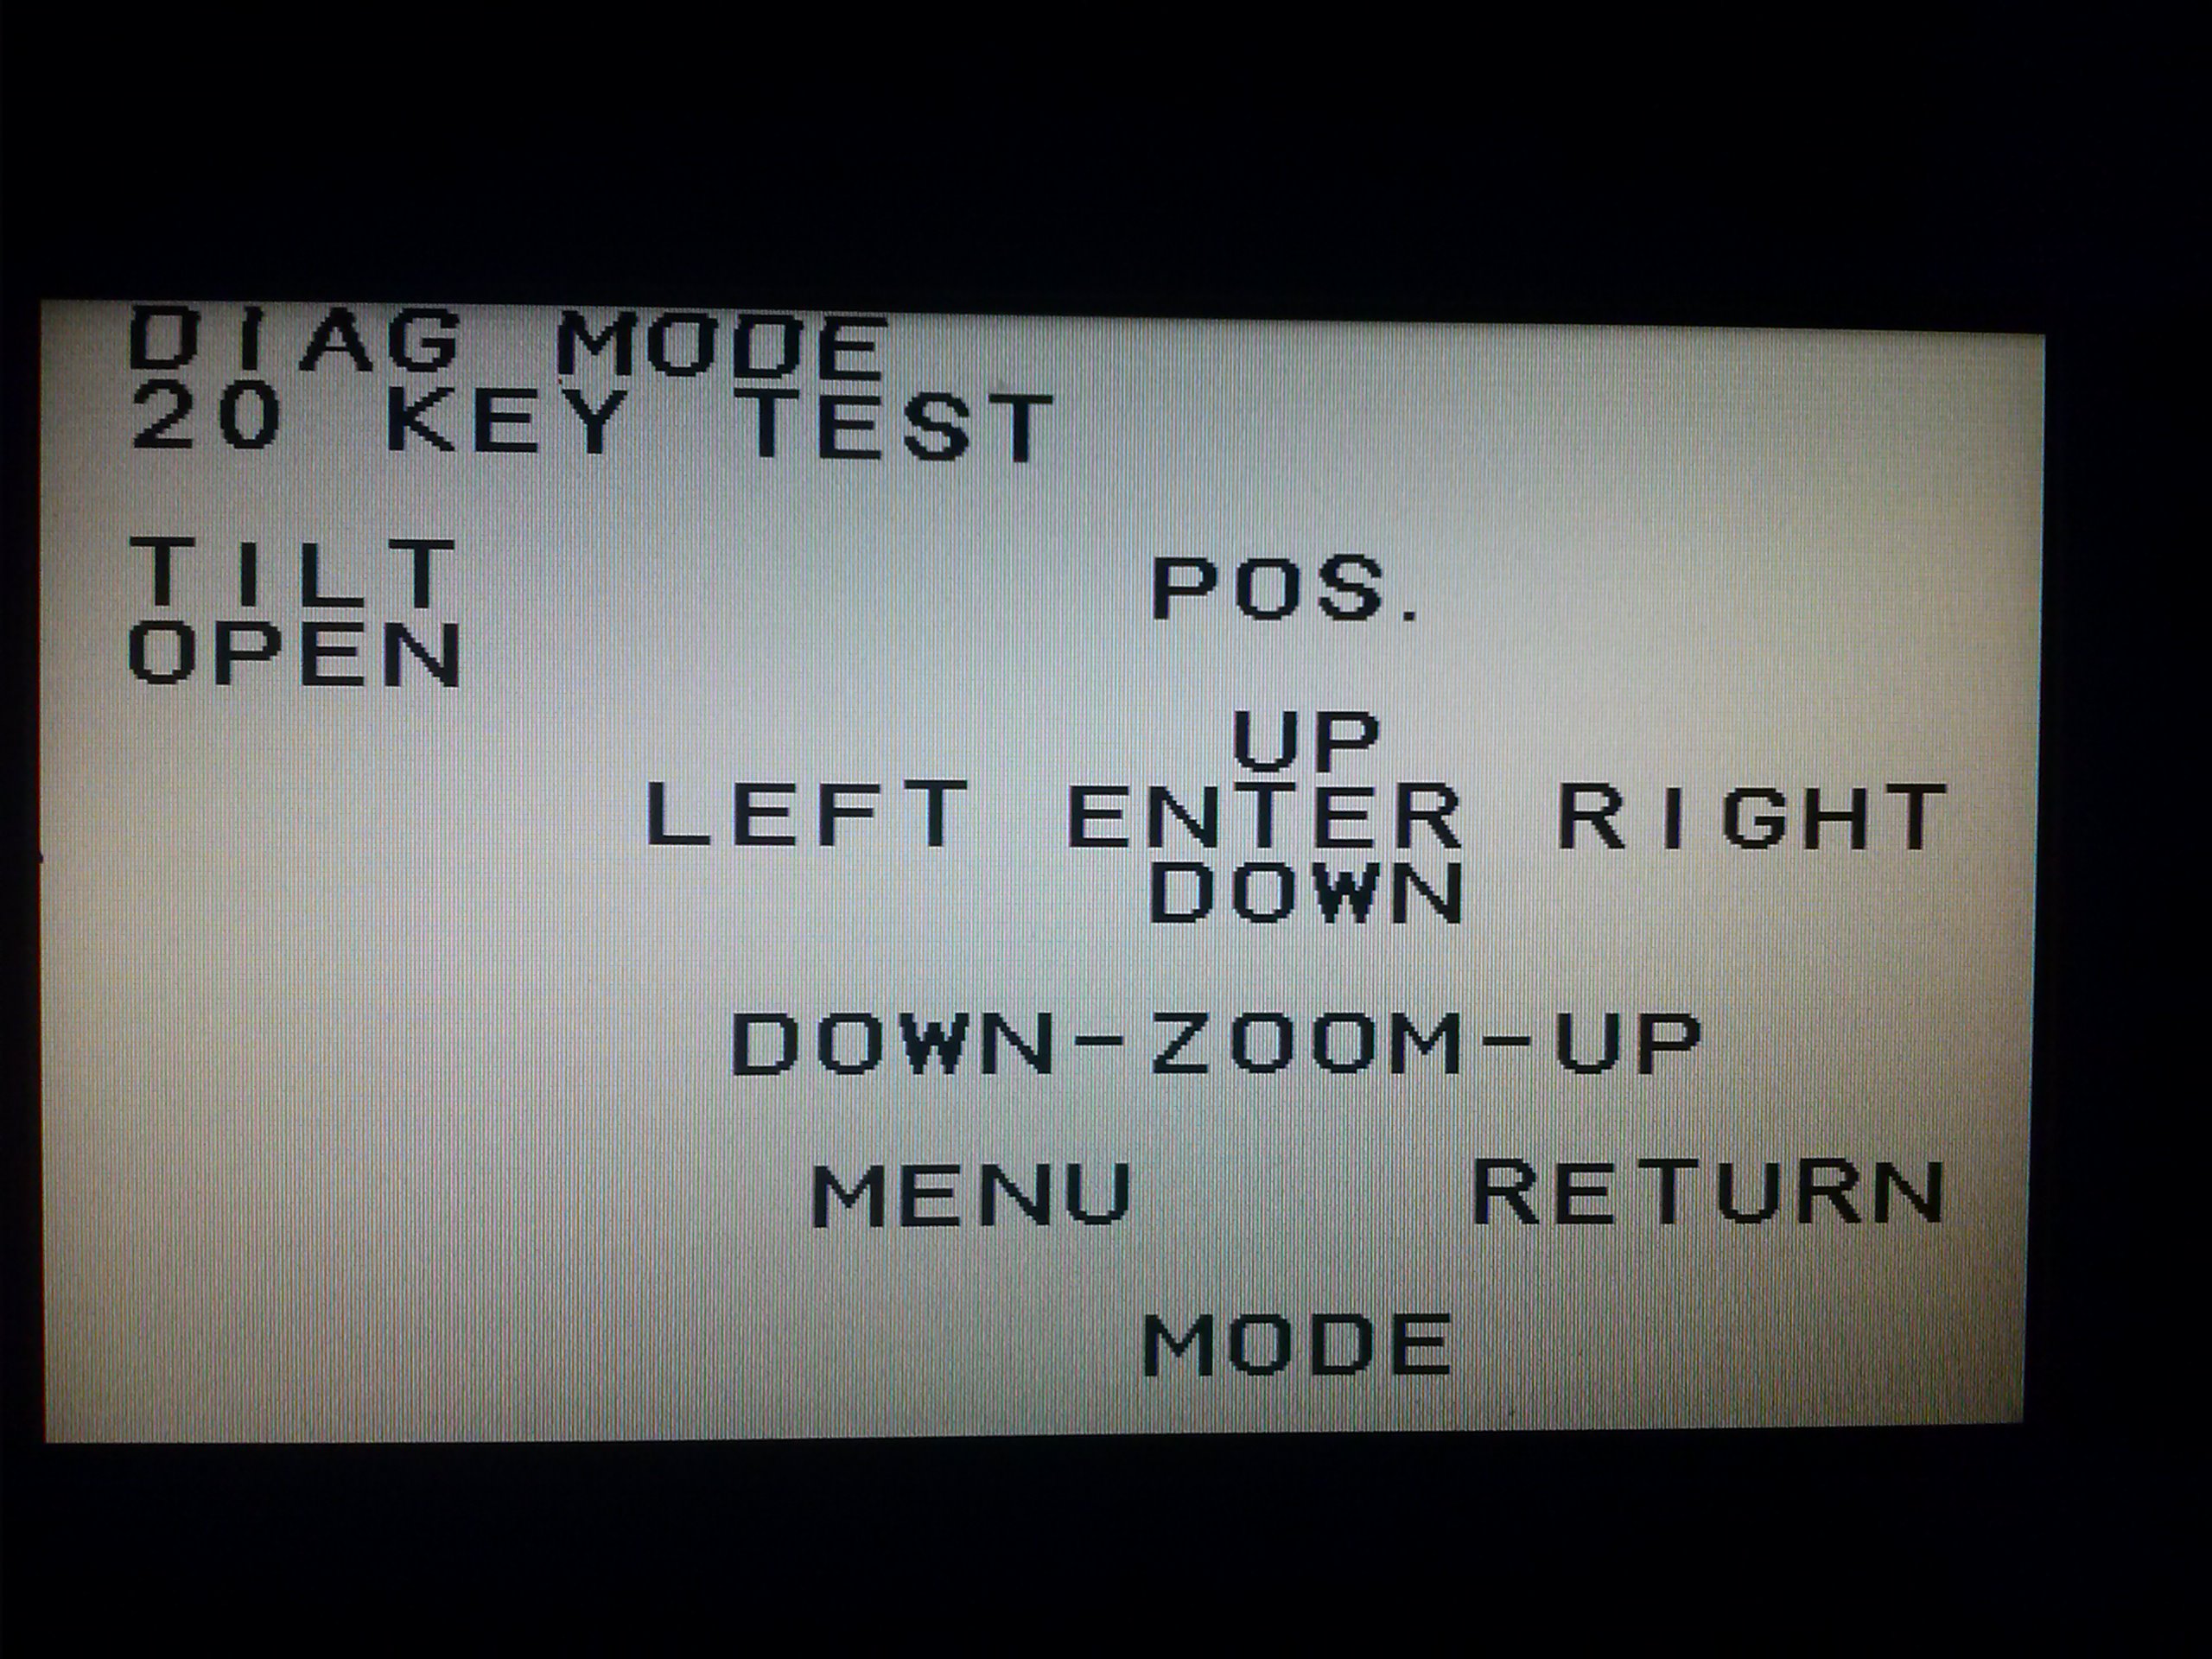 DIAG MODE
20 KEY TEST
TILT POS.
OPEN
UP
LEFT ENTER RIGHT
DOWN
DOWN-ZOOM-UP
MENU RETURN
MODE